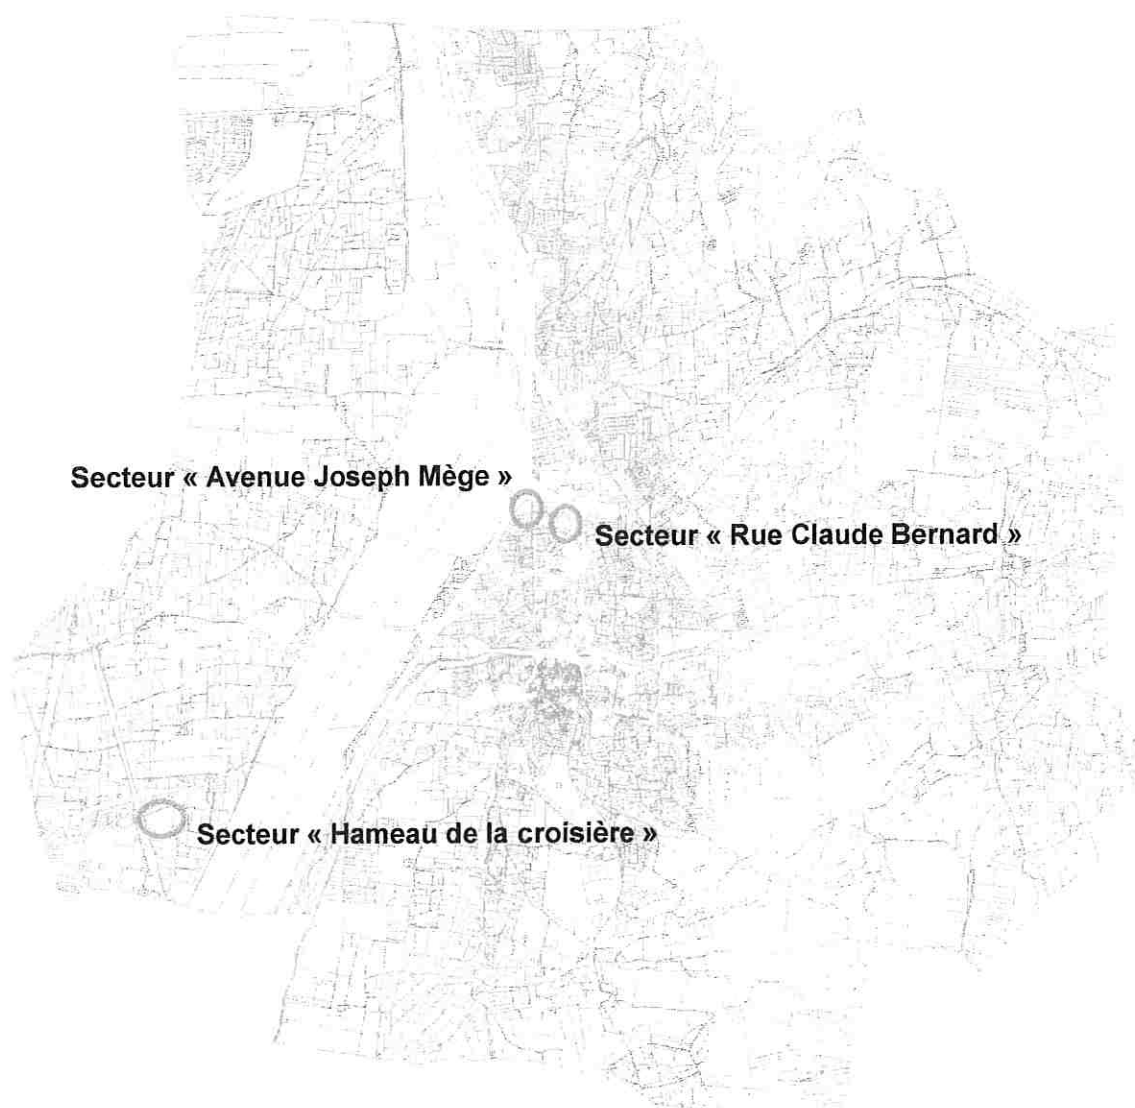 Secteur « Avenue Joseph Mège »
Secteur « Rue Claude Bernard »
Secteur « Hameau de la croisière »